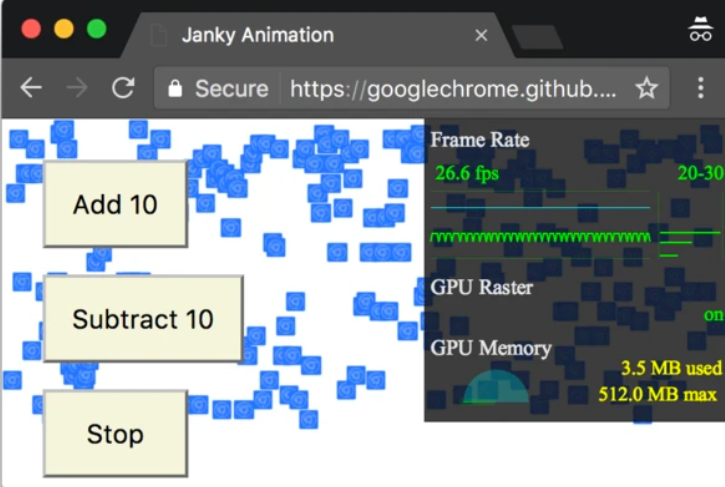 Janky Animation
Secure https://googlechrome.github....
Frame Rate
26.6 fps 20-30
GPU Raster
on
GPU Memory
3.5 MB used
512.0 MB max
Add 10
Subtract 10
Stop